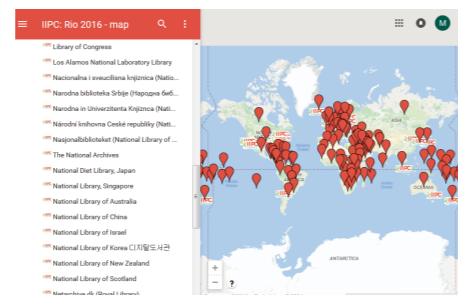 IIPC: Rio 2016 - map
M
Library of Congress
Los Alamos National Laboratory Library
Nacionalna i sveučilisna knjižnica (Natio...
Narodna biblioteka Srbije (Народна биб...
Narodna in Univerzitetna Knjiznca (Nati...
Národní knihovna České republiky (Nati...
Nasjonalbiblioteket (National Library of ...
The National Archives
National Diet Library, Japan
National Library, Singapore
National Library of Australia
National Library of China
National Library of Israel
National Library of Korea 디지털도서관
National Library of New Zealand
National Library of Scotland
Netarchive.dk (Royal Library)
ASIA
OCEANIA
ANTARCTICA
+
−
?